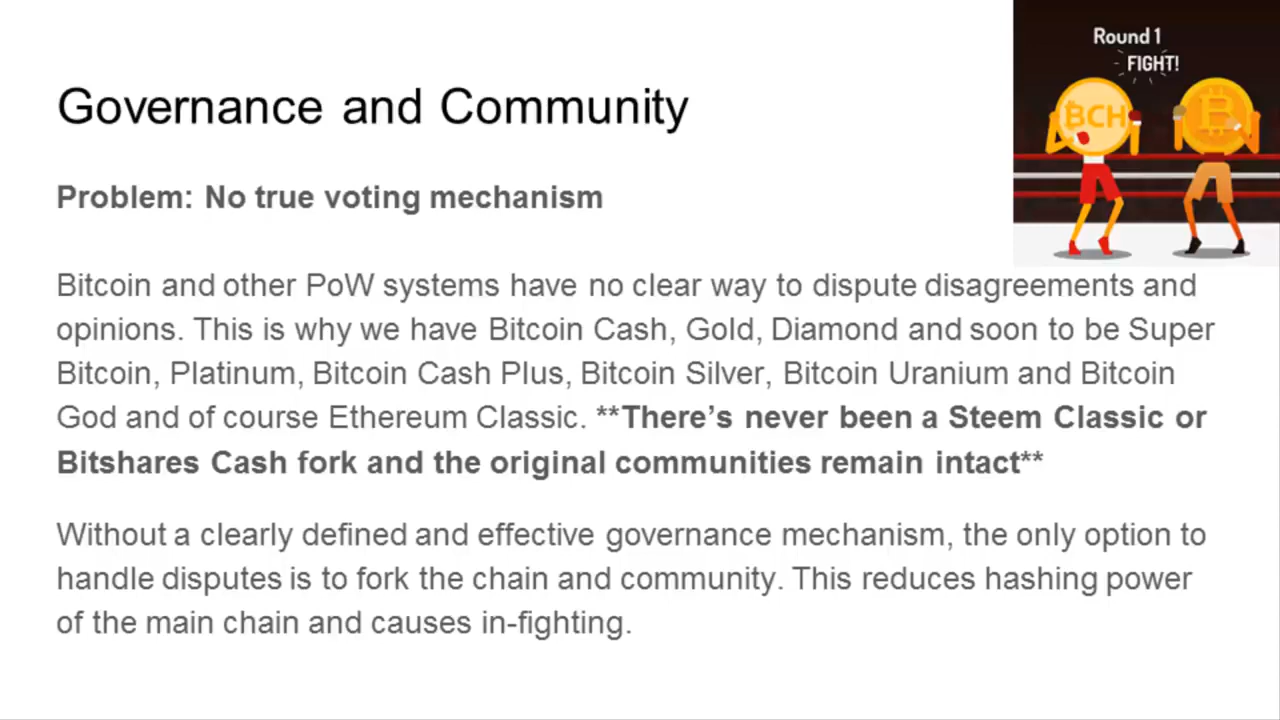 Round 1
FIGHT!
BCH
Governance and Community
Problem: No true voting mechanism
Bitcoin and other PoW systems have no clear way to dispute disagreements and
opinions. This is why we have Bitcoin Cash, Gold, Diamond and soon to be Super
Bitcoin, Platinum, Bitcoin Cash Plus, Bitcoin Silver, Bitcoin Uranium and Bitcoin
God and of course Ethereum Classic. **There’s never been a Steem Classic or
Bitshares Cash fork and the original communities remain intact**
Without a clearly defined and effective governance mechanism, the only option to
handle disputes is to fork the chain and community. This reduces hashing power
of the main chain and causes in-fighting.